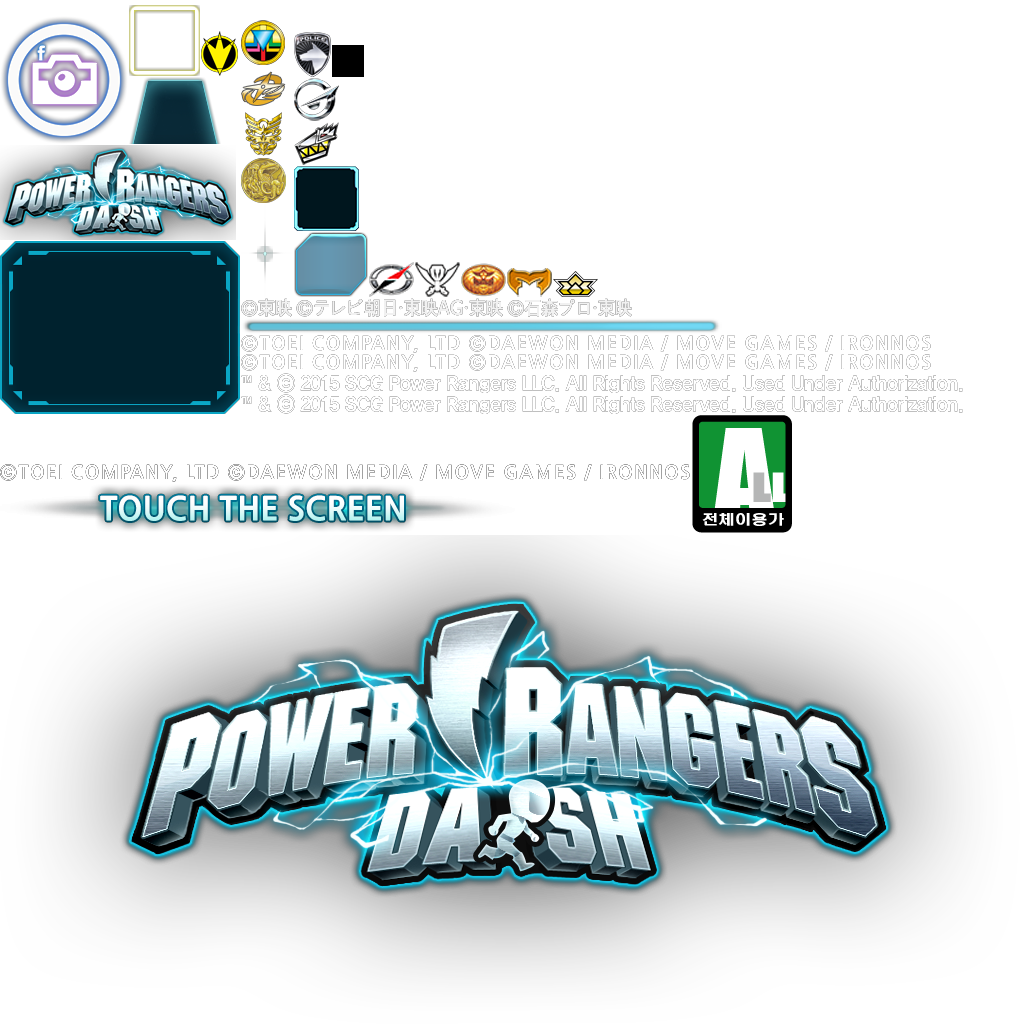 f
POLICE
POWER RANGERS
DASH
©東映 ©テレビ朝日·東映AG·東映 ©石森プロ·東映
©TOEI COMPANY, LTD ©DAEWON MEDIA / MOVE GAMES / IRONNOS
©TOEI COMPANY, LTD ©DAEWON MEDIA / MOVE GAMES / IRONNOS
™ & ⓒ 2015 SCG Power Rangers LLC. All Rights Reserved. Used Under Authorization.
™ & ⓒ 2015 SCG Power Rangers LLC. All Rights Reserved. Used Under Authorization.
©TOEI COMPANY, LTD ©DAEWON MEDIA / MOVE GAMES / IRONNOS
ALL
전체이용가
TOUCH THE SCREEN
POWER RANGERS
DASH